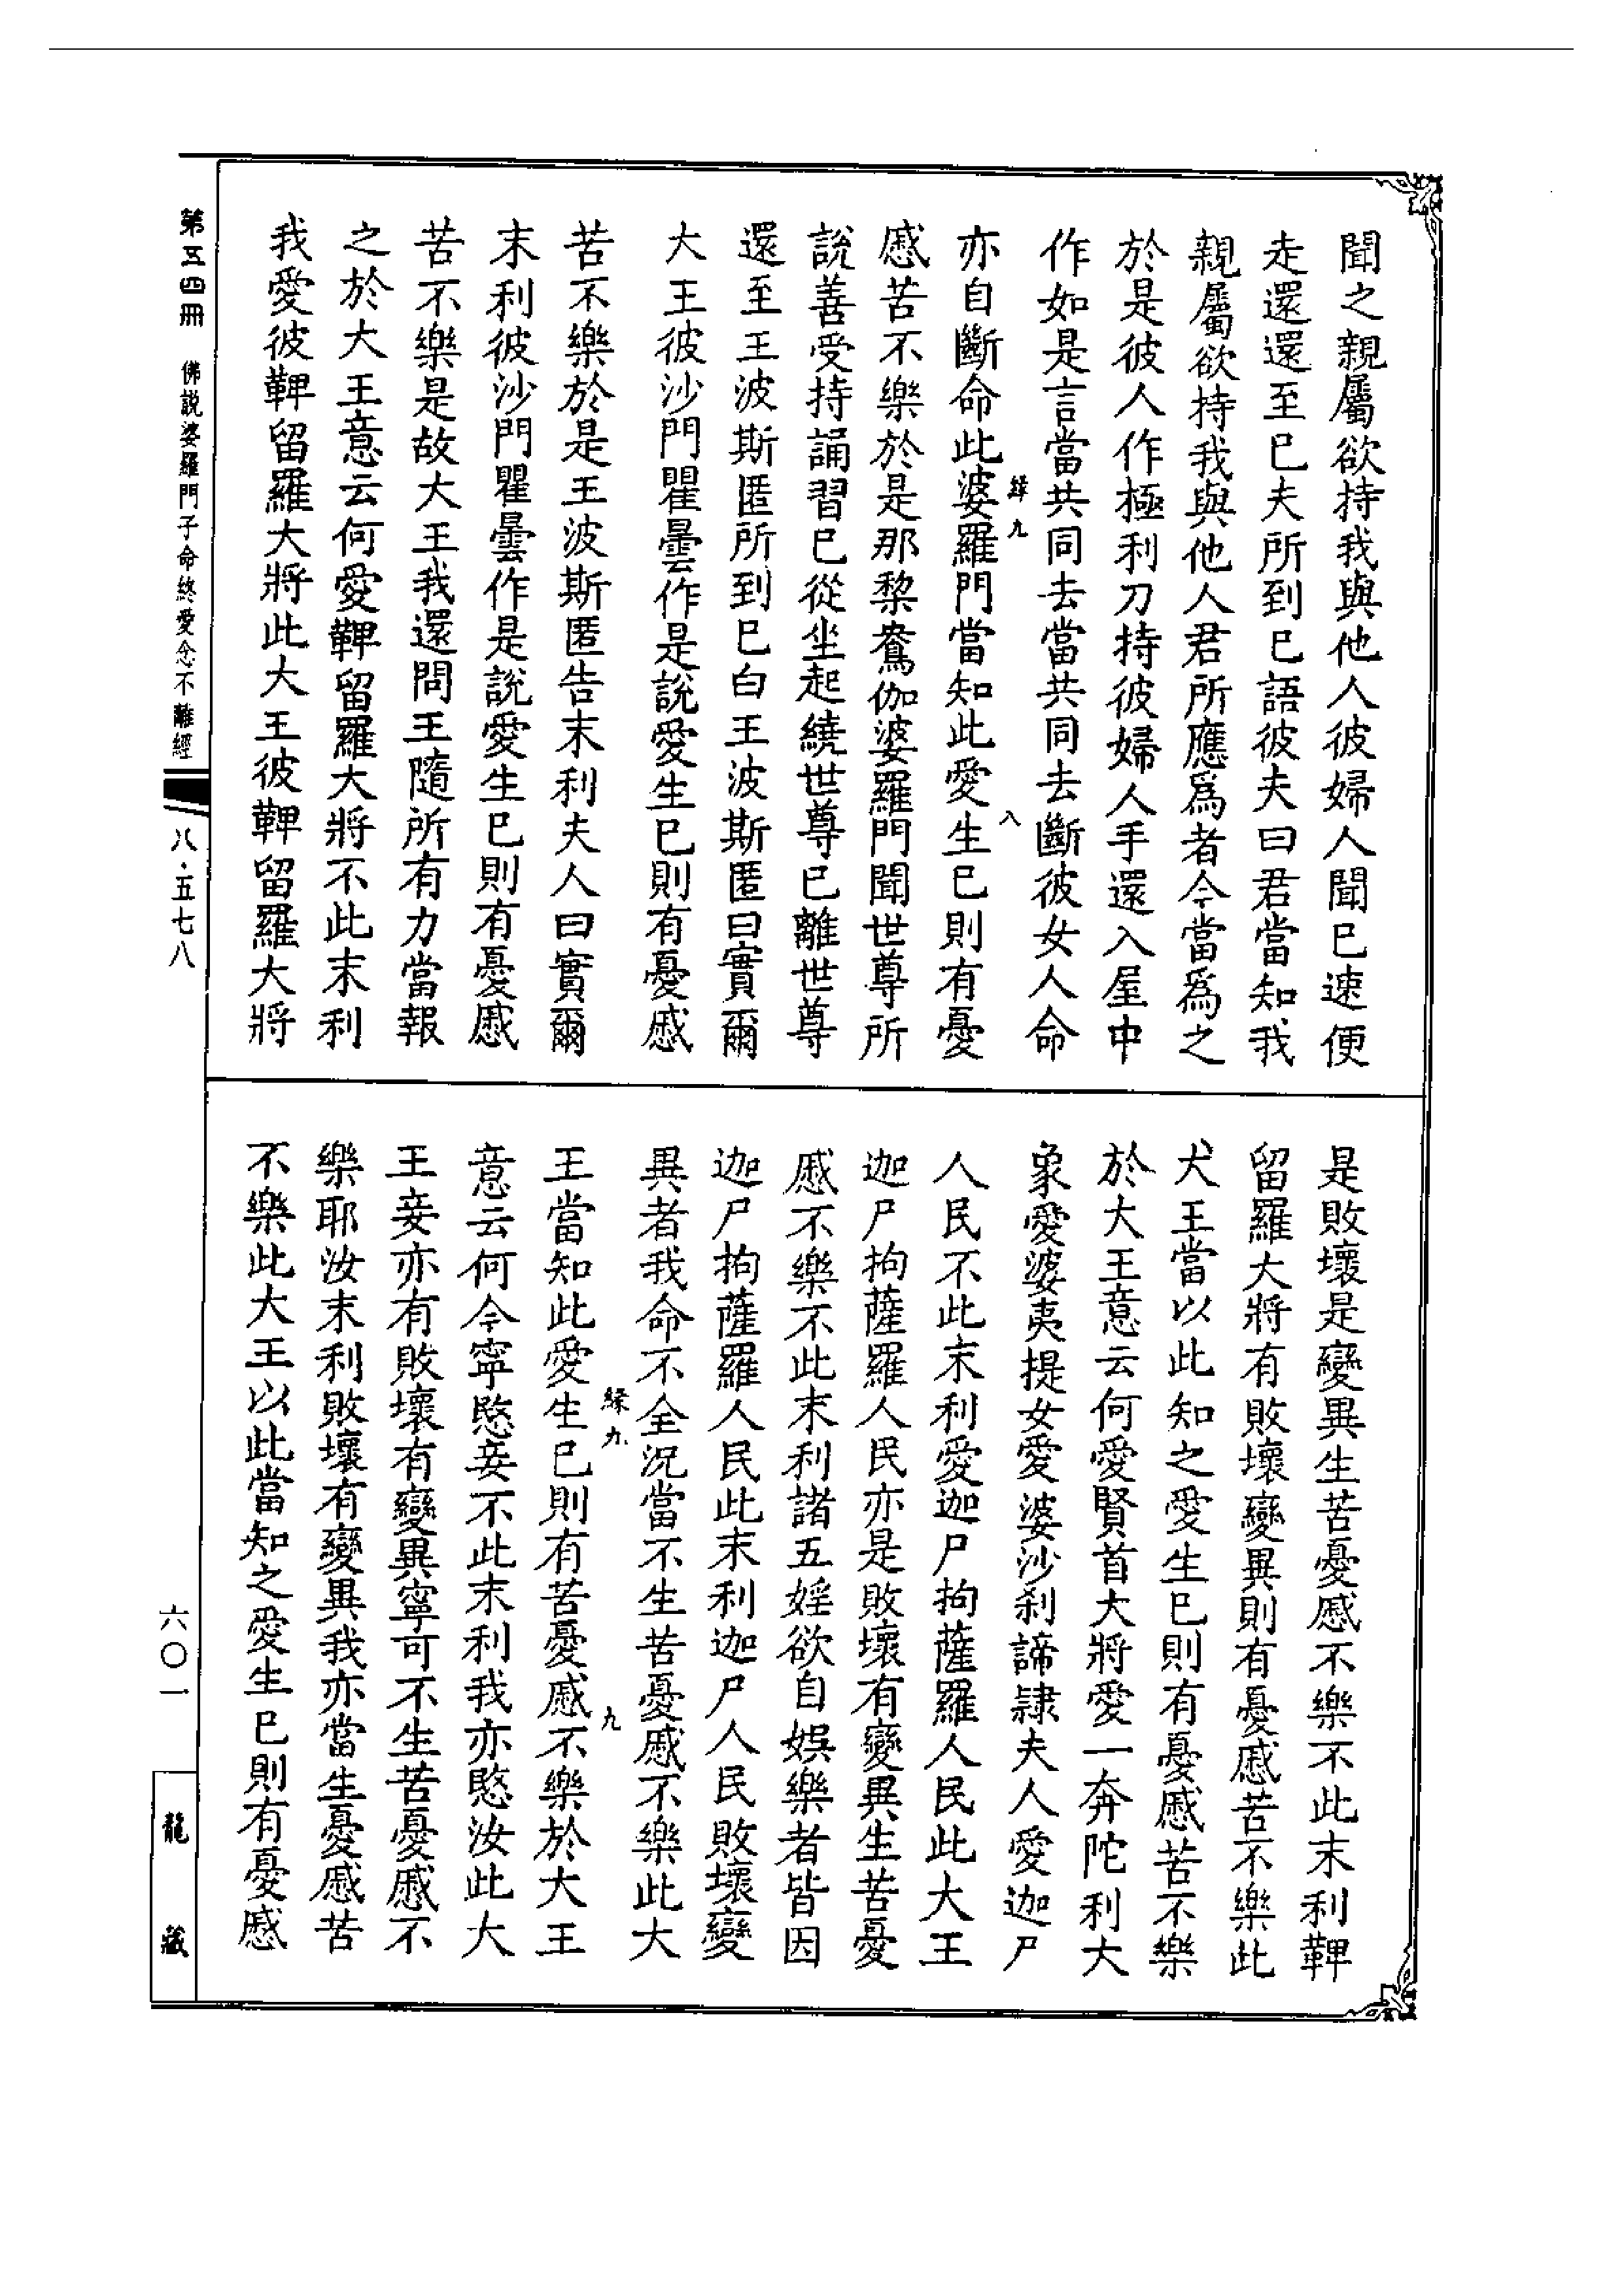 聞之親屬欲持我與他人彼婦人聞已速便
走還還至已夫所到已語彼夫曰君當知我
親屬欲持我與他人君所應爲者今當爲之
於是彼人作極利刀持彼婦人手還入屋中
作如是言當共同去當共同去斷彼女人命
緣九
八
亦自斷命此婆羅門當知此愛生已則有憂
慼苦不樂於是那黎鴦伽婆羅門聞世尊所
說善受持誦習已從坐起繞世尊已離世尊
還至王波斯匿所到已白王波斯匿曰實爾
大王彼沙門瞿曇作是說愛生已則有憂慼
苦不樂於是王波斯匿告末利夫人曰實爾
末利彼沙門瞿曇作是說愛生已則有憂慼
苦不樂是故大王我還問王隨所有力當報
之於大王意云何愛鞞留羅大將不此末利
我愛彼鞞留羅大將此大王彼鞞留羅大將
是敗壞是變異生苦憂慼不樂不此末利鞞
留羅大將有敗壞變異則有憂慼苦不樂此
犬王當以此知之愛生已則有憂慼苦不樂
於大王意云何愛賢首大將愛一奔陀利大
象愛婆夷提女愛婆沙剎諦隷夫人愛迦尸
人民不此末利愛迦尸拘薩羅人民此大王
迦尸拘薩羅人民亦是敗壞有變異生苦憂
慼不樂不此末利諸五婬欲自娛樂者皆因
迦尸拘薩羅人民此末利迦尸人民敗壞變
異者我命不全況當不生苦憂慼不樂此大
緣九
九
王當知此愛生已則有苦憂慼不樂於大王
意云何今寧愍妾不此末利我亦愍汝此大
王妾亦有敗壞有變異寧可不生苦憂慼不
樂耶汝末利敗壞有變異我亦當生憂慼苦
不樂此大王以此當知之愛生已則有憂慼
第五四冊 佛説婆羅門子命終愛念不離經
八·五七八
六〇一
龍藏